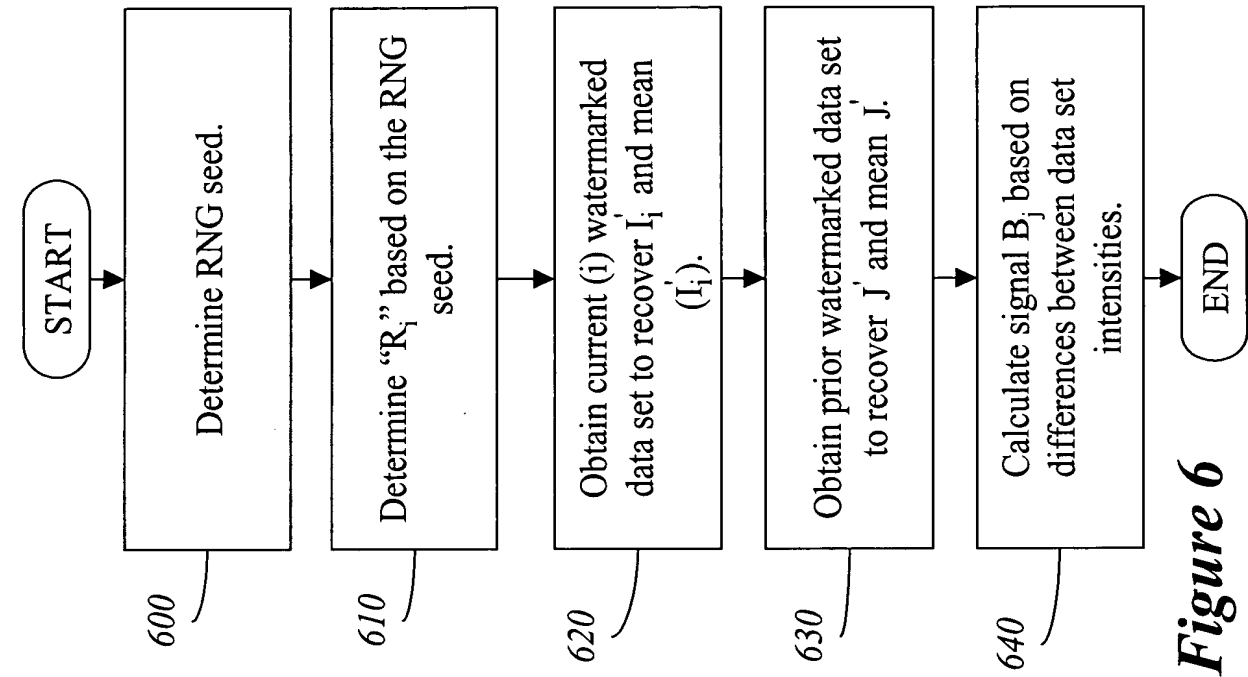 START
600
Determine RNG seed.
610
Determine “Ri” based on the RNG
seed.
620
Obtain current (i) watermarked
data set to recover Ii' and mean
(Ii').
630
Obtain prior watermarked data set
to recover J' and mean J'.
640
Calculate signal Bj based on
differences between data set
intensities.
END
Figure 6